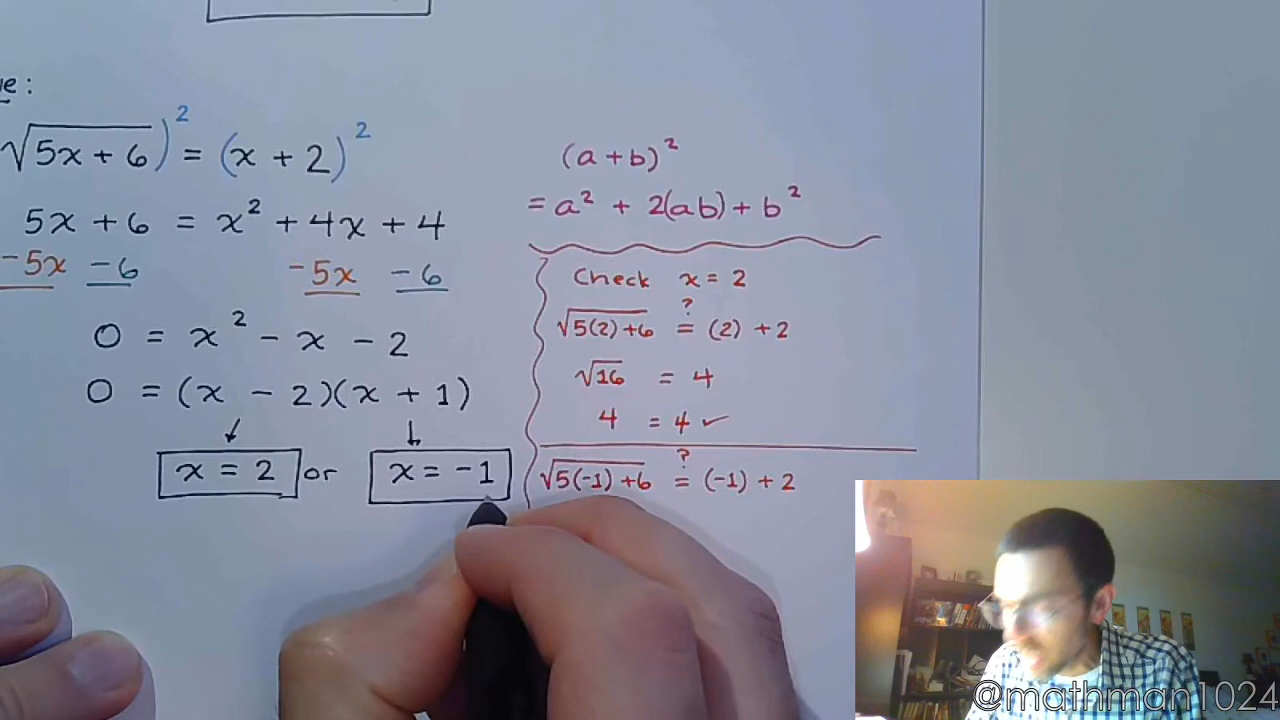 ve:
√5x + 6)² = (x + 2)²
(a + b)²
= a² + 2(ab) + b²
5x + 6 = x² + 4x + 4
-5x -6 -5x -6
0 = x² - x - 2
0 = (x - 2)(x + 1)
↓ ↓
x = 2 or x = -1
Check x = 2
√5(2)+6 ≟ (2) + 2
√16 = 4
4 = 4 ✓
√5(-1)+6 ≟ (-1) + 2
@mathman1024